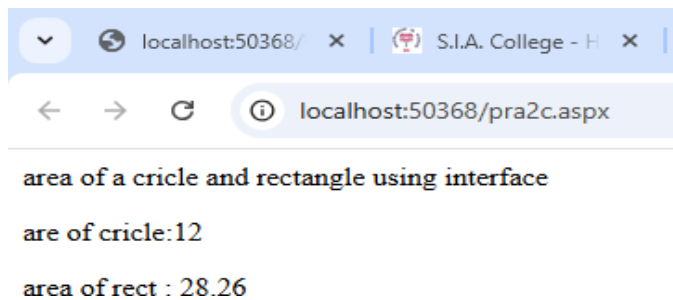 localhost:50368/ S.I.A. College - H
localhost:50368/pra2c.aspx
area of a cricle and rectangle using interface
are of cricle:12
area of rect : 28.26